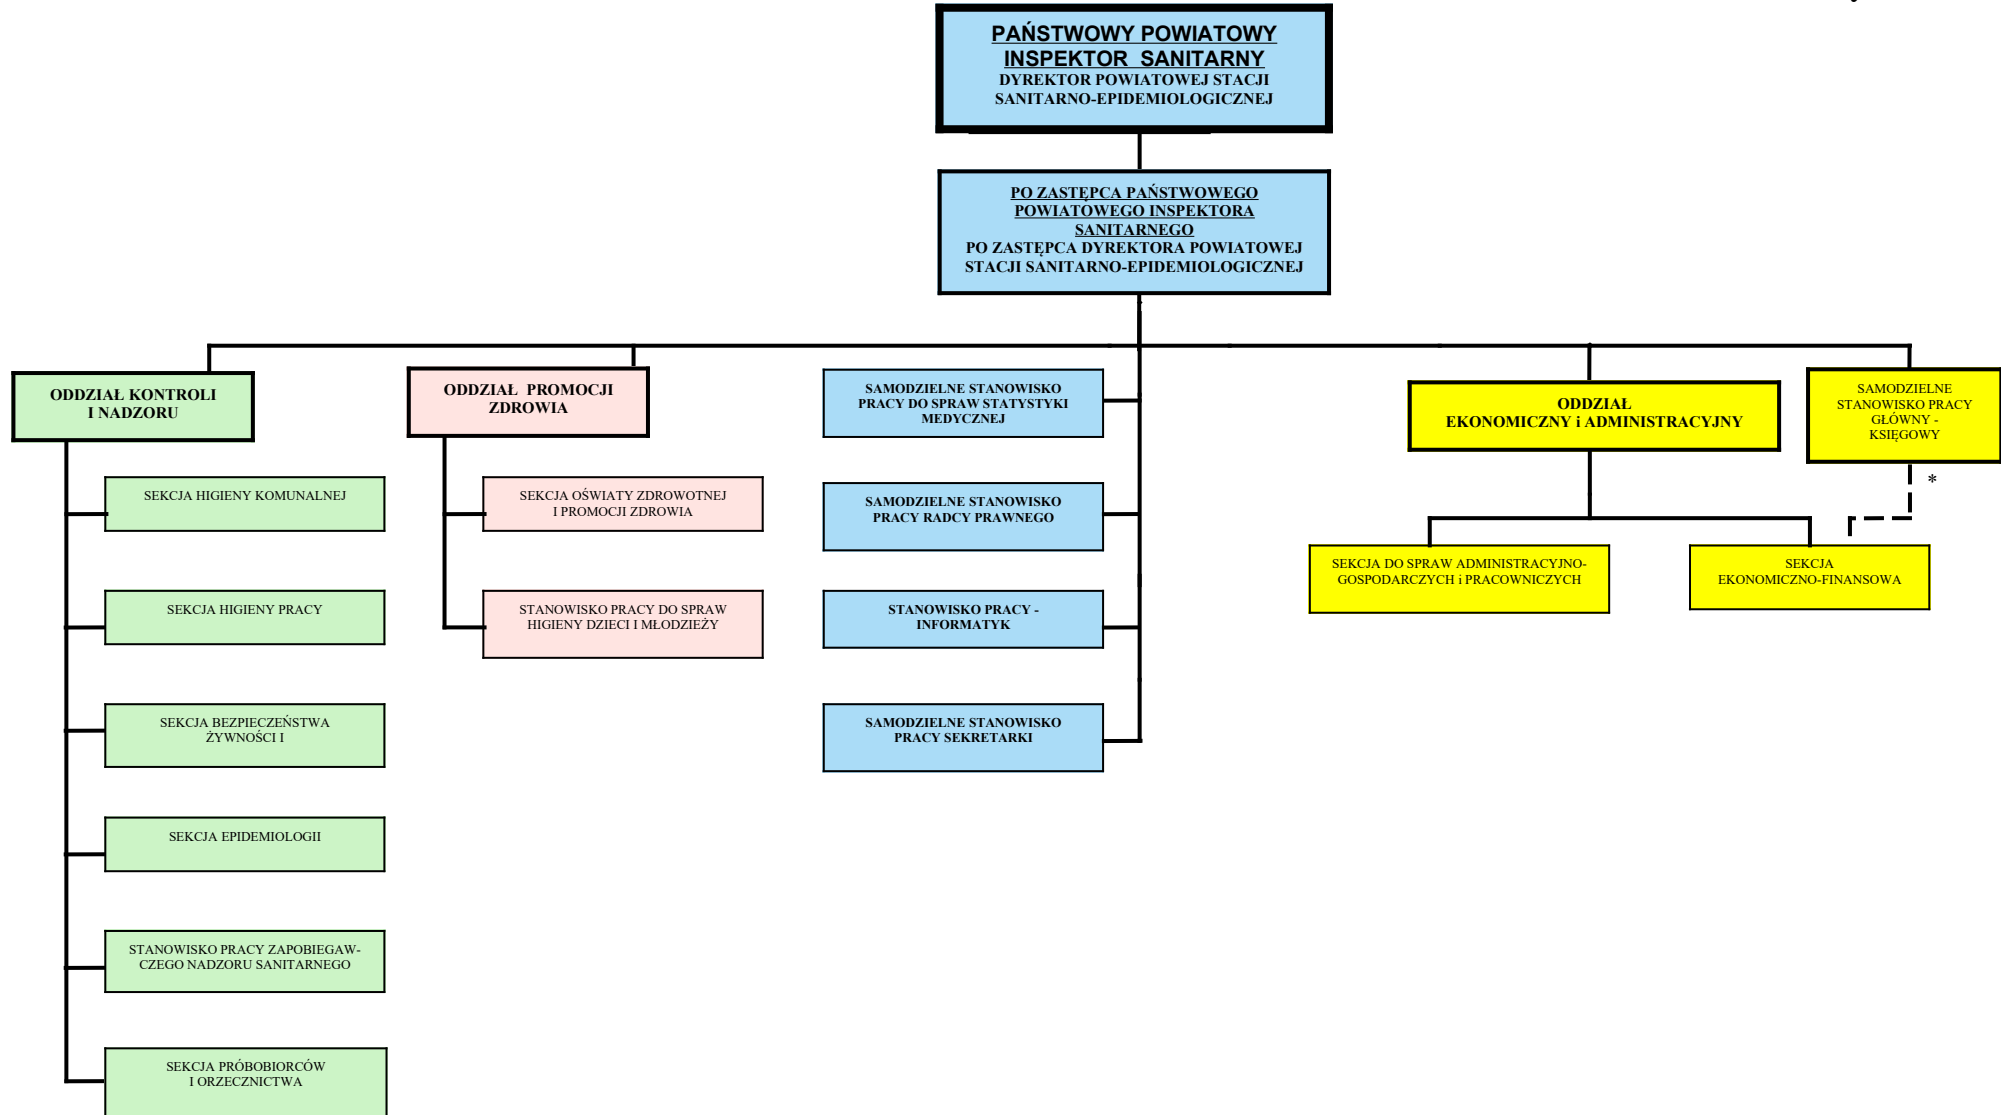 PAŃSTWOWY POWIATOWY
INSPEKTOR SANITARNY
DYREKTOR POWIATOWEJ STACJI
SANITARNO-EPIDEMIOLOGICZNEJ
PO ZASTĘPCA PAŃSTWOWEGO
POWIATOWEGO INSPEKTORA
SANITARNEGO
PO ZASTĘPCA DYREKTORA POWIATOWEJ
STACJI SANITARNO-EPIDEMIOLOGICZNEJ
ODDZIAŁ KONTROLI
I NADZORU
SEKCJA HIGIENY KOMUNALNEJ
SEKCJA HIGIENY PRACY
SEKCJA BEZPIECZEŃSTWA
ŻYWNOŚCI I
SEKCJA EPIDEMIOLOGII
STANOWISKO PRACY ZAPOBIEGAW-
CZEGO NADZORU SANITARNEGO
SEKCJA PRÓBOBIORCÓW
I ORZECZNICTWA
ODDZIAŁ PROMOCJI
ZDROWIA
SEKCJA OŚWIATY ZDROWOTNEJ
I PROMOCJI ZDROWIA
STANOWISKO PRACY DO SPRAW
HIGIENY DZIECI I MŁODZIEŻY
SAMODZIELNE STANOWISKO
PRACY DO SPRAW STATYSTYKI
MEDYCZNEJ
SAMODZIELNE STANOWISKO
PRACY RADCY PRAWNEGO
STANOWISKO PRACY -
INFORMATYK
SAMODZIELNE STANOWISKO
PRACY SEKRETARKI
ODDZIAŁ
EKONOMICZNY i ADMINISTRACYJNY
SEKCJA DO SPRAW ADMINISTRACYJNO-
GOSPODARCZYCH i PRACOWNICZYCH
SEKCJA
EKONOMICZNO-FINANSOWA
SAMODZIELNE
STANOWISKO PRACY
GŁÓWNY -
KSIĘGOWY
*